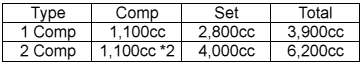 Type Comp Set Total
1 Comp 1,100cc 2,800cc 3,900cc
2 Comp 1,100cc *2 4,000cc 6,200cc